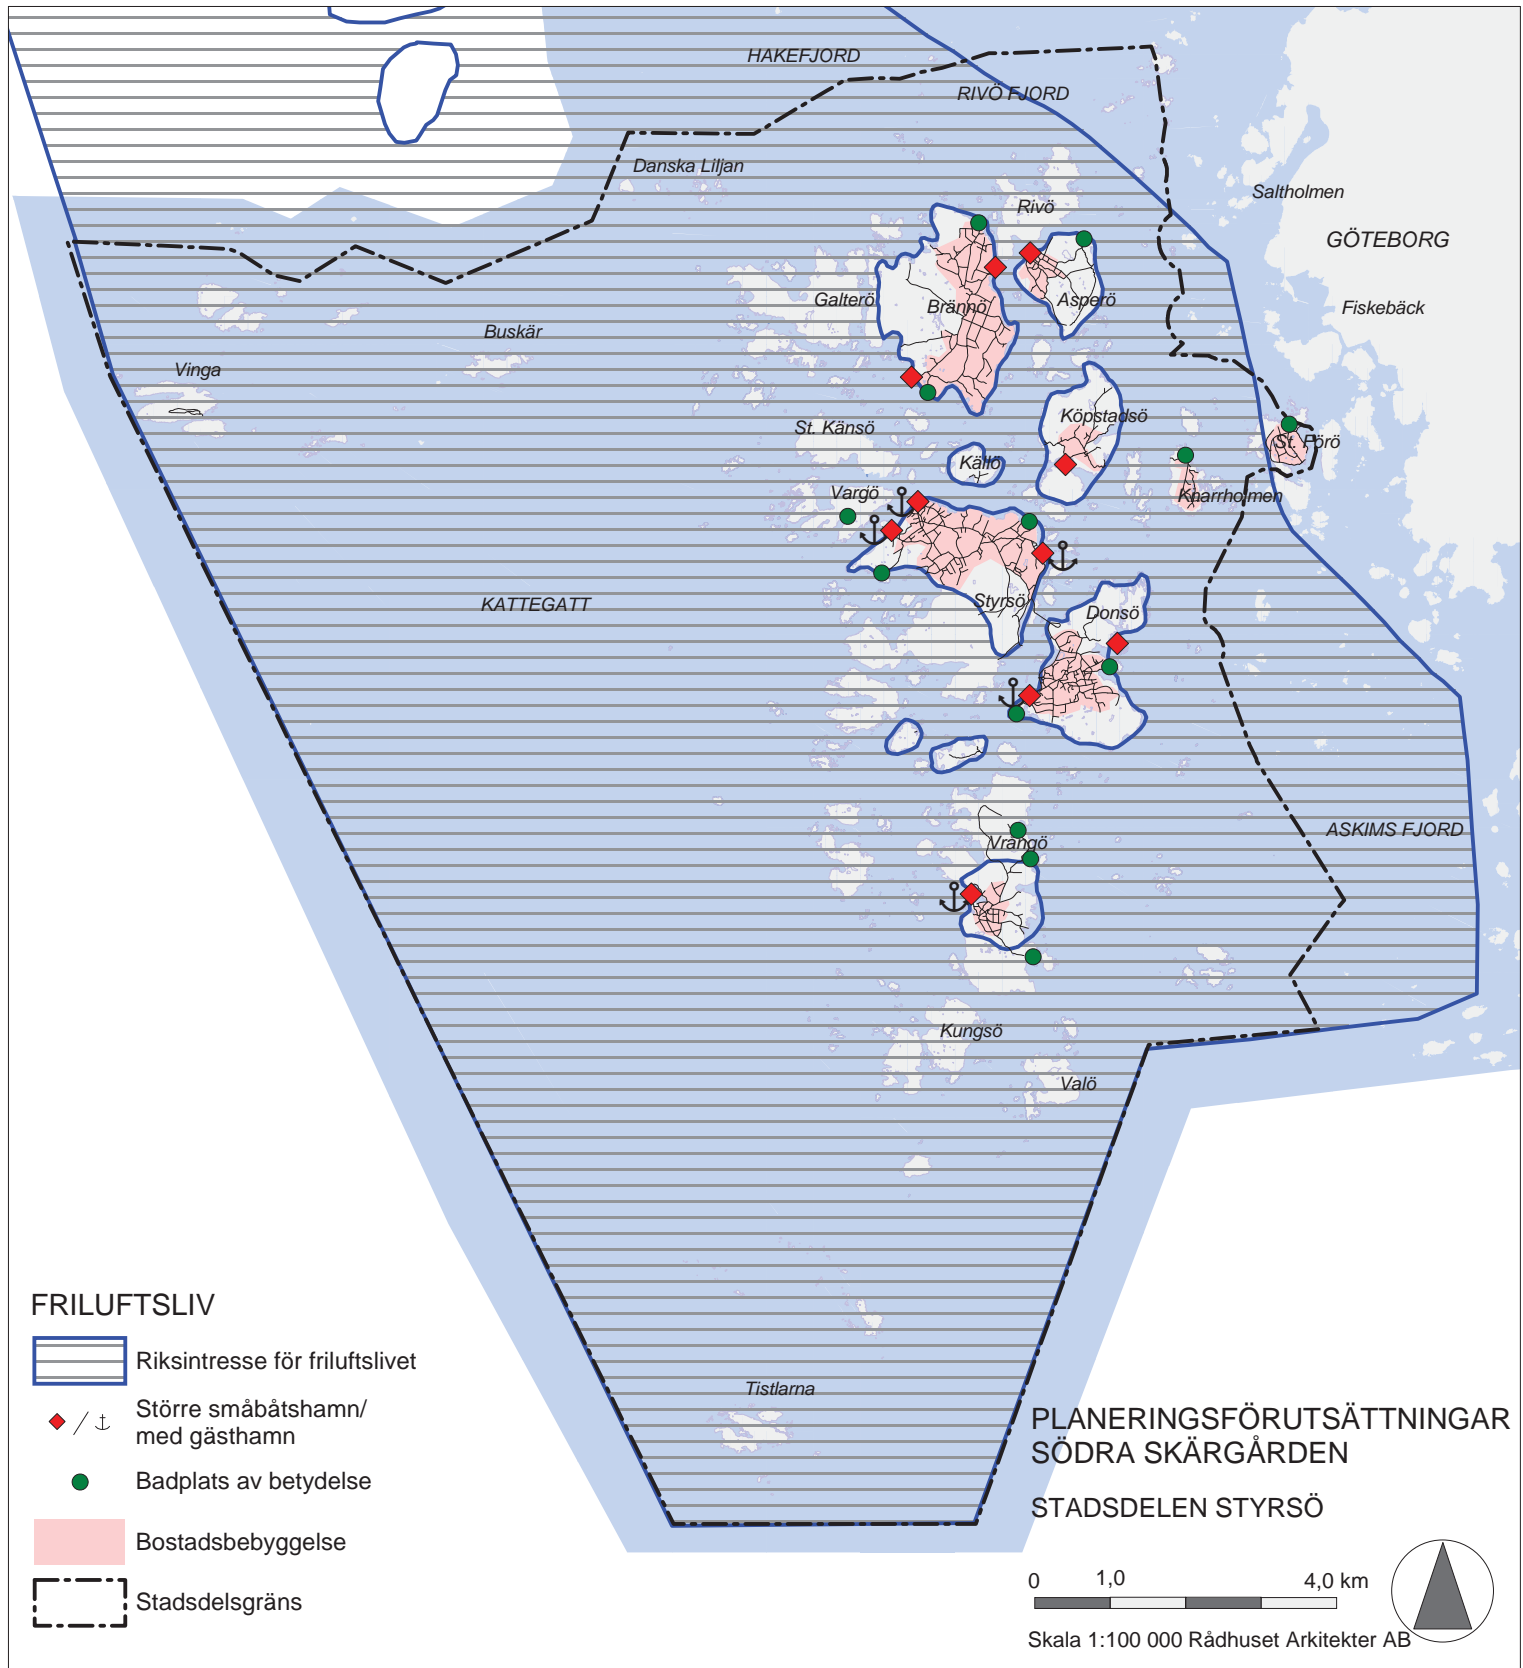 HAKEFJORD
RIVÖ FJORD
Danska Liljan
Saltholmen
Rivö
GÖTEBORG
Galterö
Brännö
Asperö
Fiskebäck
Buskär
Vinga
Köpstadsö
St. Känsö
St. Förö
Källö
Vargö
Knarrholmen
KATTEGATT
Styrsö
Donsö
ASKIMS FJORD
Vrangö
Kungsö
Valö
Tistlarna
FRILUFTSLIV
Riksintresse för friluftslivet
Större småbåtshamn/
med gästhamn
Badplats av betydelse
Bostadsbebyggelse
Stadsdelsgräns
PLANERINGSFÖRUTSÄTTNINGAR
SÖDRA SKÄRGÅRDEN
STADSDELEN STYRSÖ
0 1,0 4,0 km
Skala 1:100 000 Rådhuset Arkitekter AB